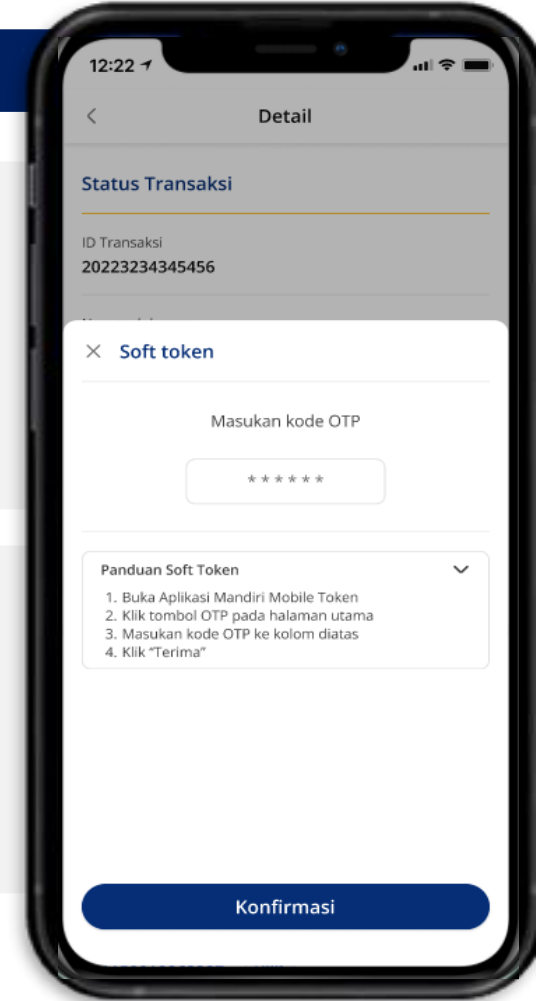 12:22
Detail
Status Transaksi
ID Transaksi
20223234345456
Soft token
Masukan kode OTP
******
Panduan Soft Token
1. Buka Aplikasi Mandiri Mobile Token
2. Klik tombol OTP pada halaman utama
3. Masukan kode OTP ke kolom diatas
4. Klik “Terima”
Konfirmasi